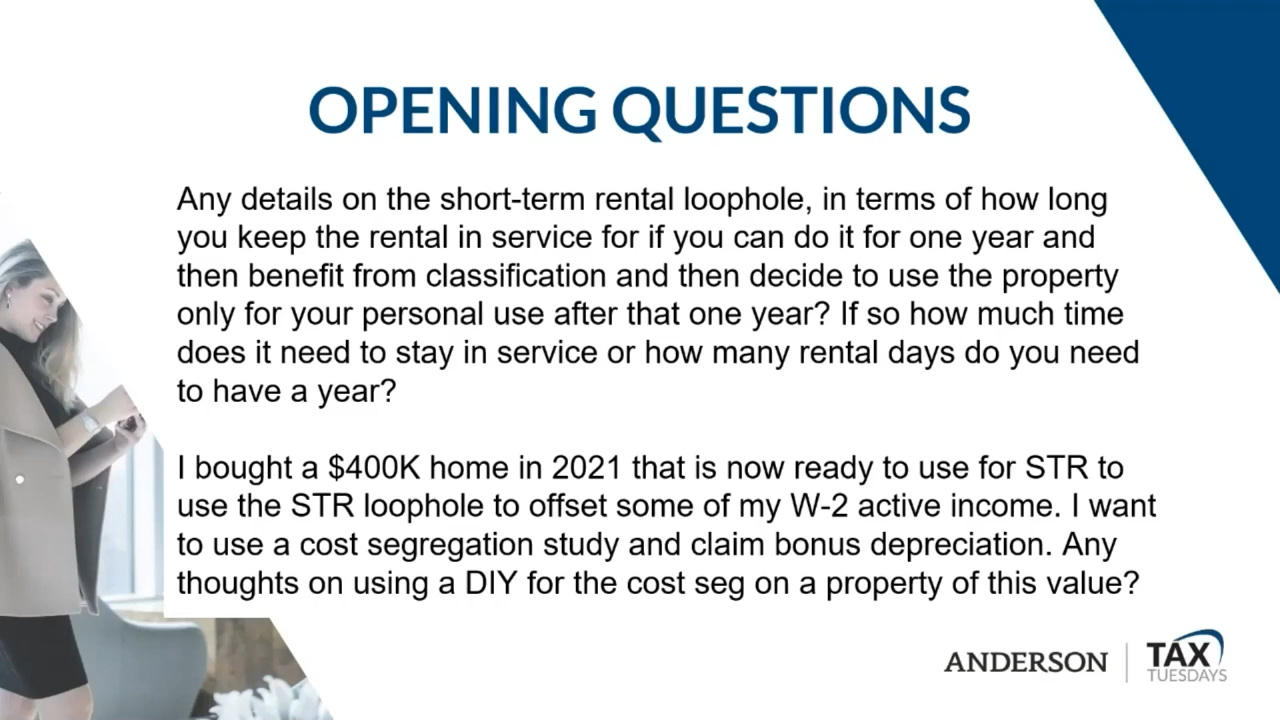 OPENING QUESTIONS
Any details on the short-term rental loophole, in terms of how long
you keep the rental in service for if you can do it for one year and
then benefit from classification and then decide to use the property
only for your personal use after that one year? If so how much time
does it need to stay in service or how many rental days do you need
to have a year?
I bought a $400K home in 2021 that is now ready to use for STR to
use the STR loophole to offset some of my W-2 active income. I want
to use a cost segregation study and claim bonus depreciation. Any
thoughts on using a DIY for the cost seg on a property of this value?
ANDERSON
TAX
TUESDAYS